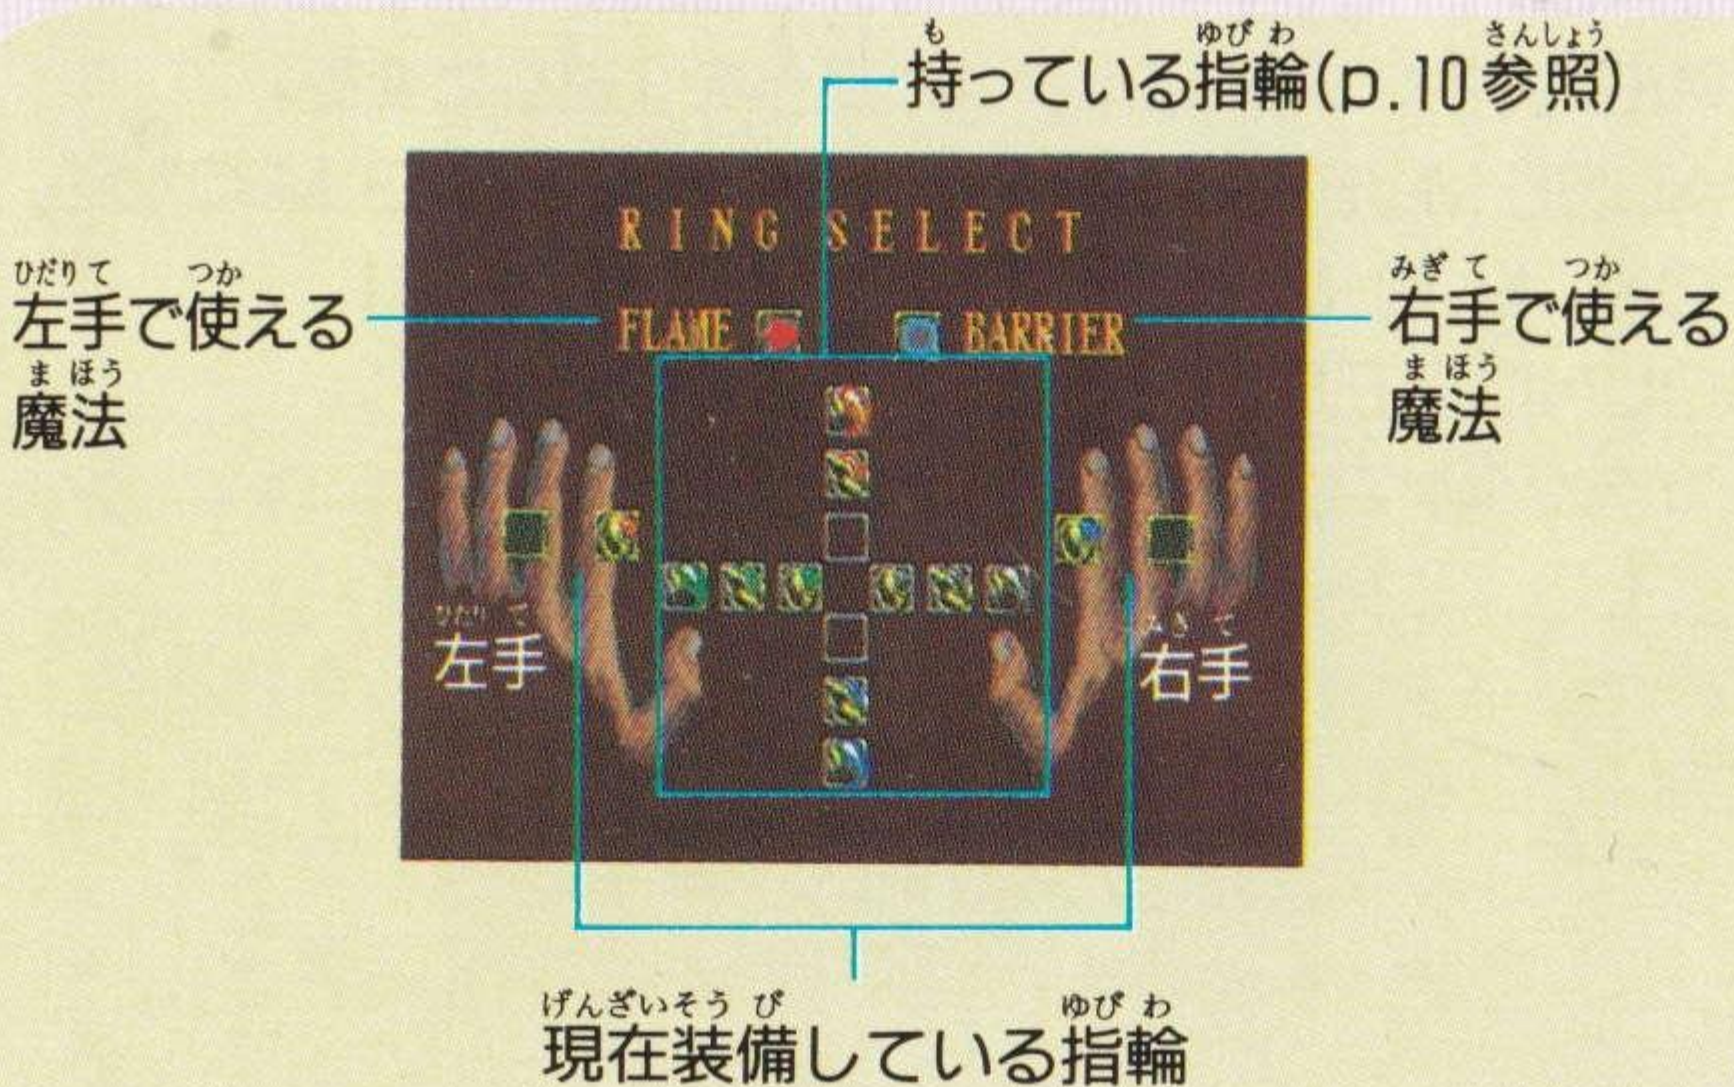 持っている指輪(p.10参照)
RING SELECT
左手で使える
魔法
FLAME
BARRIER
右手で使える
魔法
左手
右手
現在装備している指輪